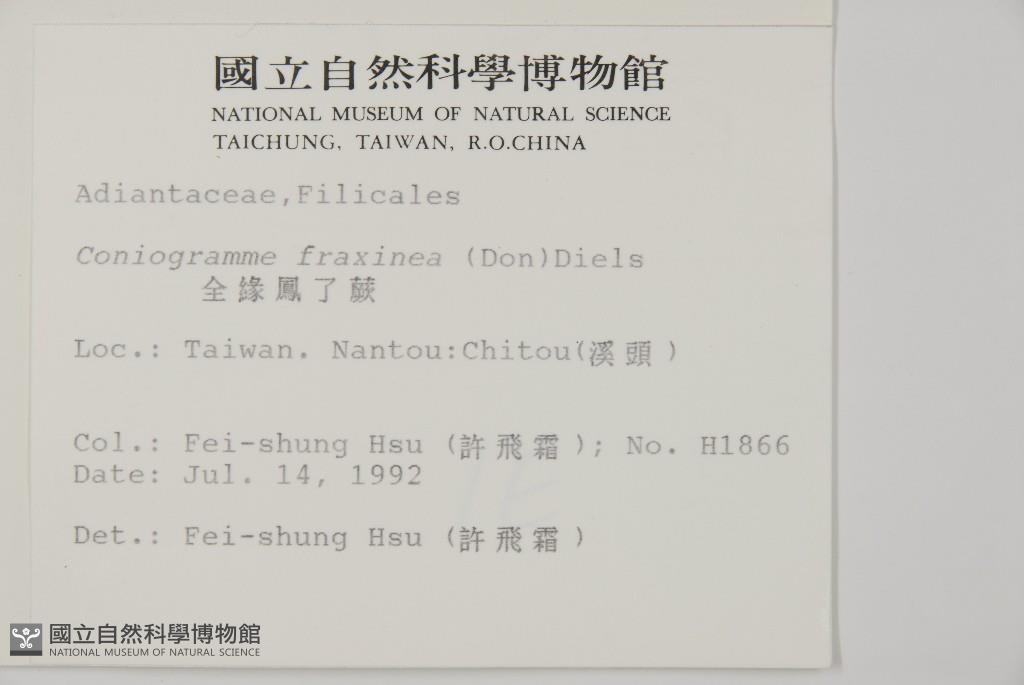 國立自然科學博物館
NATIONAL MUSEUM OF NATURAL SCIENCE
TAICHUNG, TAIWAN, R.O.CHINA
Adiantaceae,Filicales
Coniogramme fraxinea (Don)Diels
全緣鳳了蕨
Loc.: Taiwan. Nantou:Chitou(溪頭)
Col.: Fei-shung Hsu (許飛霜); No. H1866
Date: Jul. 14, 1992
Det.: Fei-shung Hsu (許飛霜)
國立自然科學博物館
NATIONAL MUSEUM OF NATURAL SCIENCE